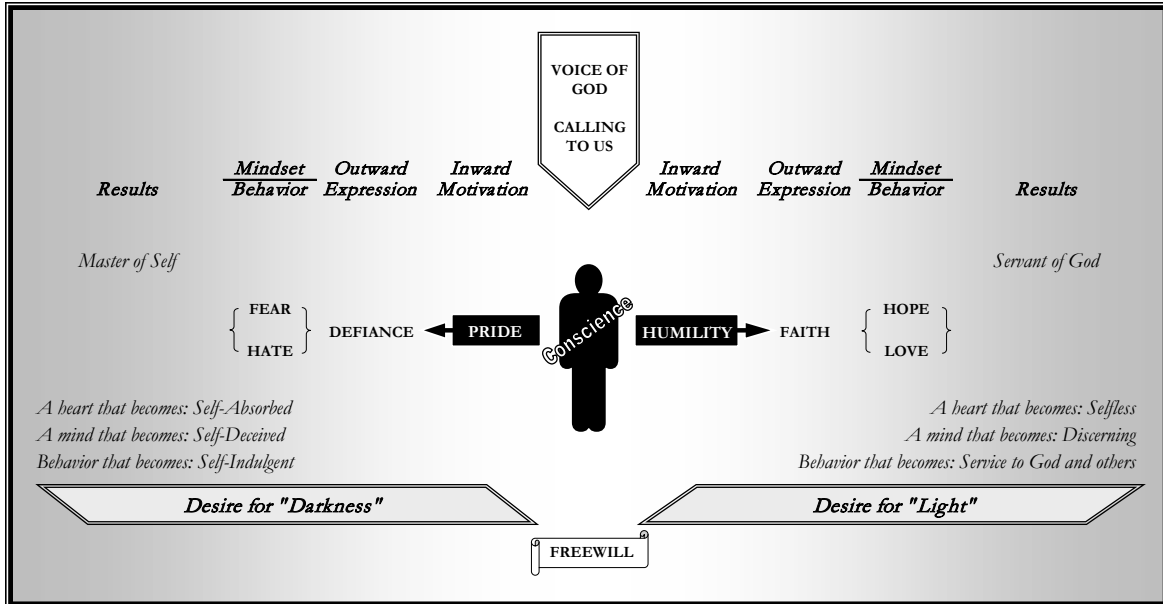 VOICE OF
GOD
CALLING
TO US
Results
Mindset
Behavior
Outward
Expression
Inward
Motivation
Inward
Motivation
Outward
Expression
Mindset
Behavior
Results
Master of Self
Servant of God
FEAR
HATE
DEFIANCE
PRIDE
Conscience
HUMILITY
FAITH
HOPE
LOVE
A heart that becomes: Self-Absorbed
A mind that becomes: Self-Deceived
Behavior that becomes: Self-Indulgent
A heart that becomes: Selfless
A mind that becomes: Discerning
Behavior that becomes: Service to God and others
Desire for "Darkness"
Desire for "Light"
FREEWILL